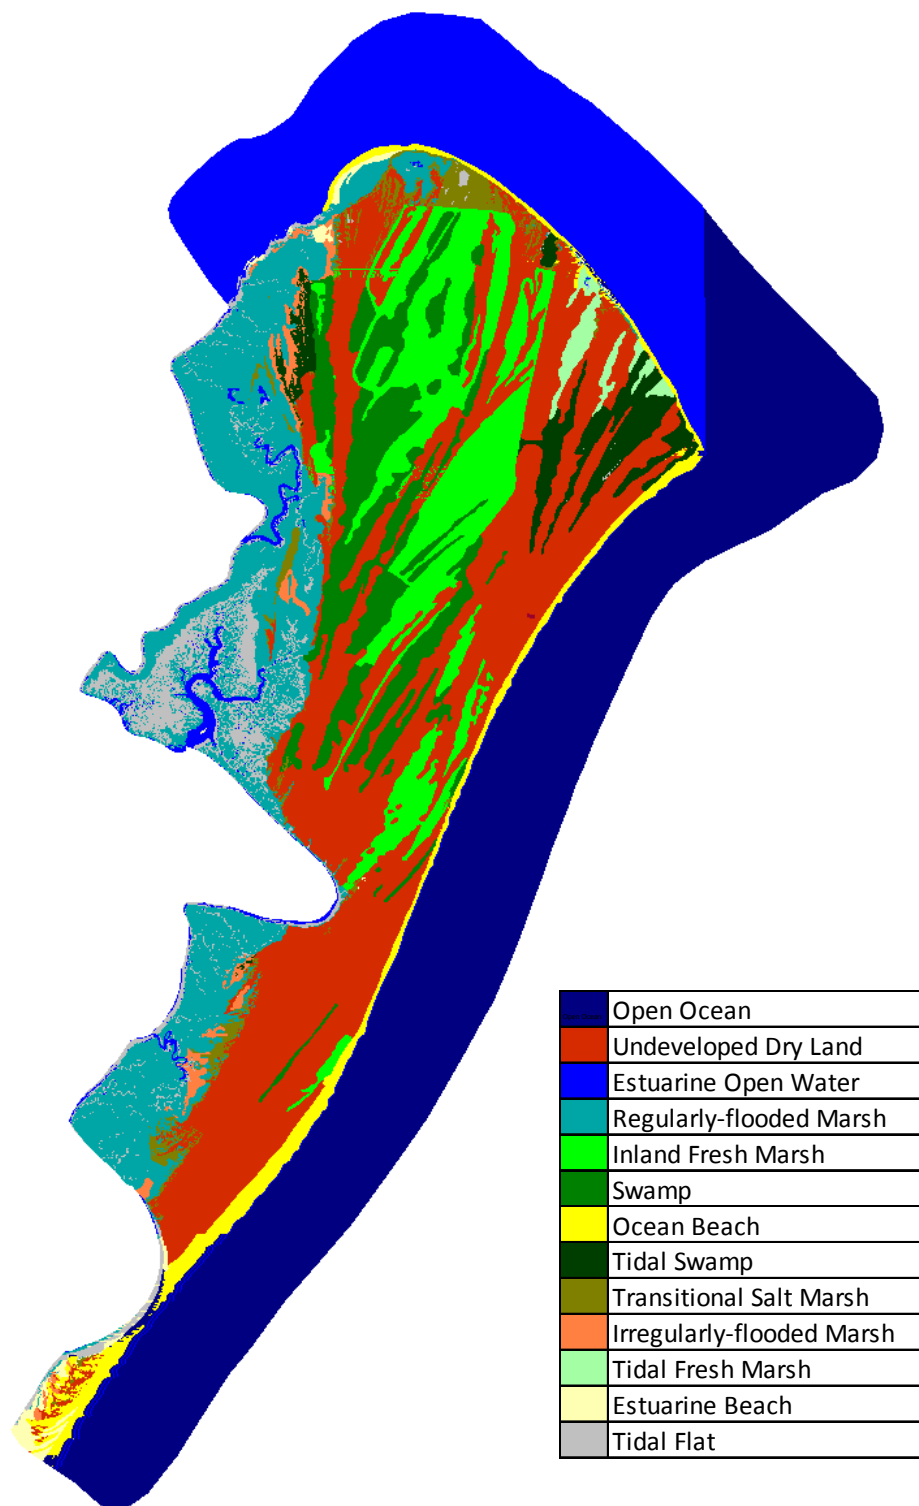 Open Ocean
Undeveloped Dry Land
Estuarine Open Water
Regularly-flooded Marsh
Inland Fresh Marsh
Swamp
Ocean Beach
Tidal Swamp
Transitional Salt Marsh
Irregularly-flooded Marsh
Tidal Fresh Marsh
Estuarine Beach
Tidal Flat